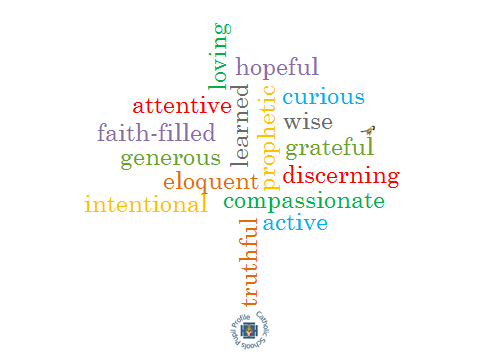 loving
hopeful
attentive
learned
prophetic
curious
faith-filled
wise
generous
grateful
eloquent
discerning
intentional
compassionate
truthful
active
Catholic Schools Pupil Profile